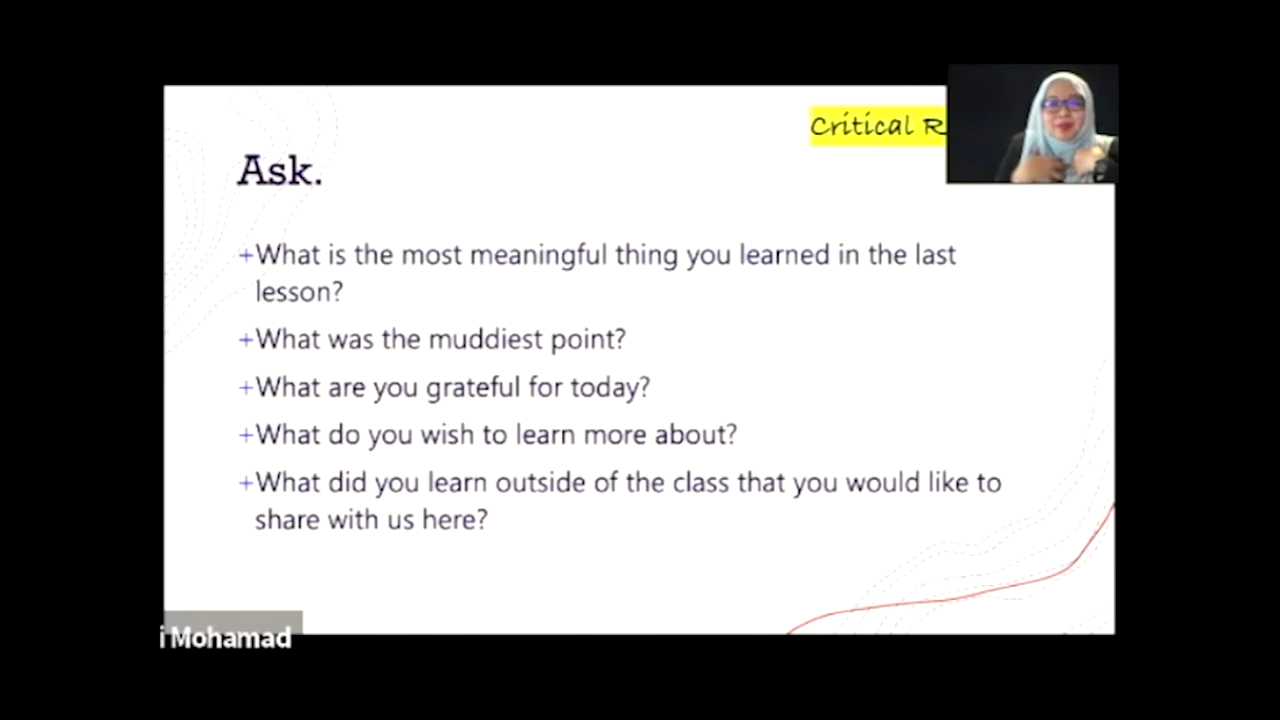 Critical R
Ask.
+What is the most meaningful thing you learned in the last
lesson?
+What was the muddiest point?
+What are you grateful for today?
+What do you wish to learn more about?
+What did you learn outside of the class that you would like to
share with us here?
i Mohamad